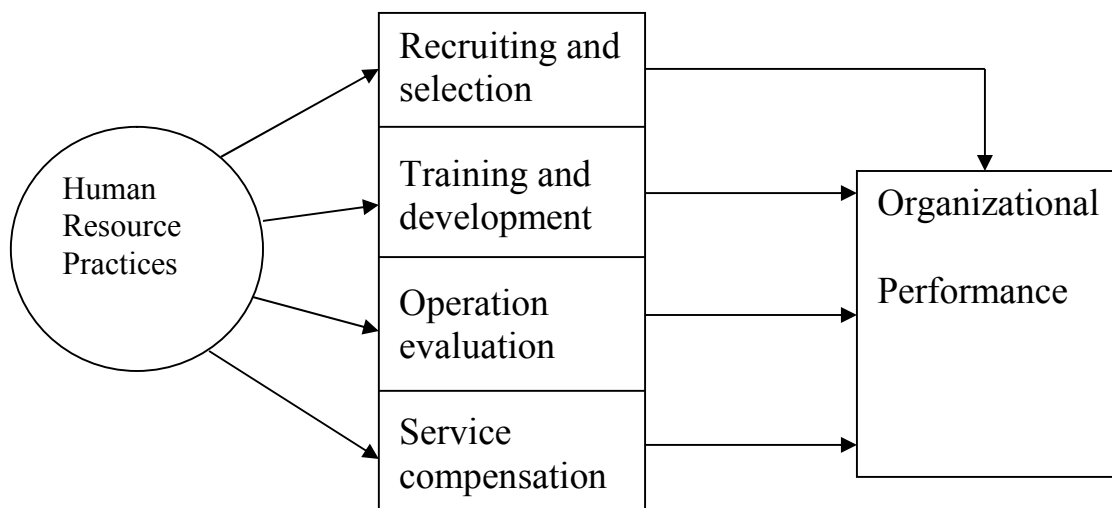 Human
Resource
Practices
Recruiting and
selection
Training and
development
Operation
evaluation
Service
compensation
Organizational
Performance